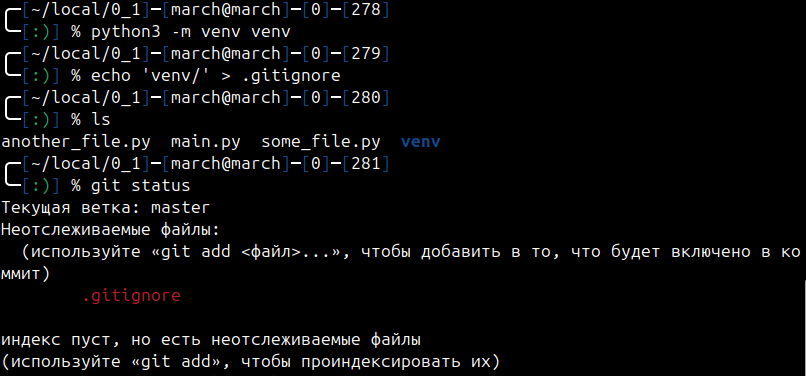 [~/local/0_1]—[march@march]—[0]—[278]
[:)] % python3 -m venv venv
[~/local/0_1]—[march@march]—[0]—[279]
[:)] % echo 'venv/' > .gitignore
[~/local/0_1]—[march@march]—[0]—[280]
[:)] % ls
another_file.py  main.py  some_file.py  venv
[~/local/0_1]—[march@march]—[0]—[281]
[:)] % git status
Текущая ветка: master
Неотслеживаемые файлы:
  (используйте «git add <файл>...», чтобы добавить в то, что будет включено в ко
ммит)
        .gitignore
индекс пуст, но есть неотслеживаемые файлы
(используйте «git add», чтобы проиндексировать их)